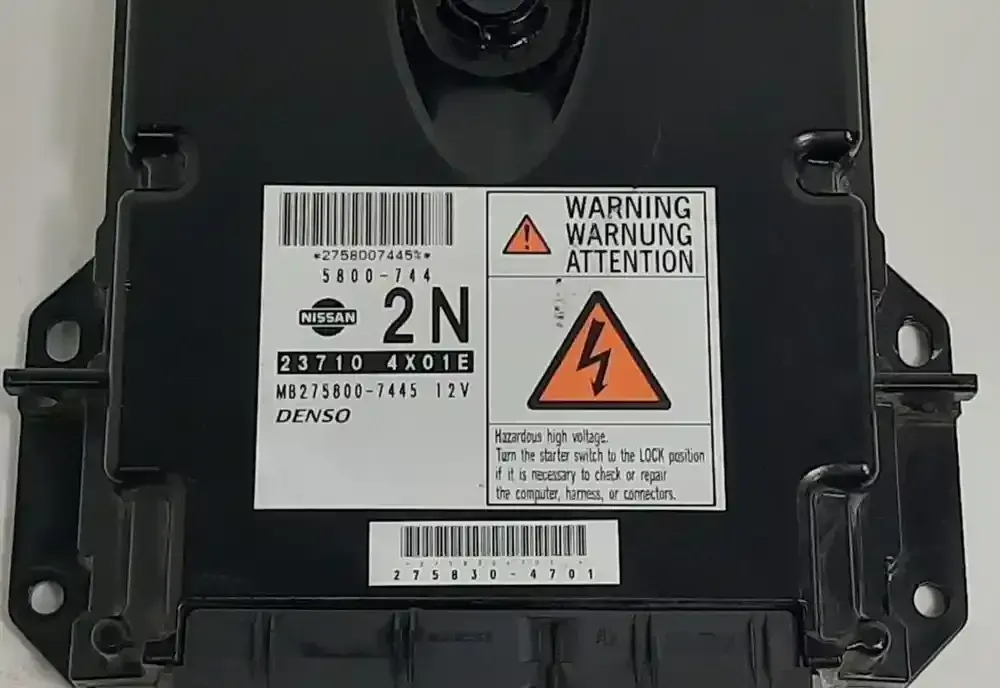 *2758007445%*
5800-744
NISSAN
2N
23710 4X01E
MB275800-7445 12V
DENSO
WARNING
WARNUNG
ATTENTION
Hazardous high voltage.
Turn the starter switch to the LOCK position
if it is necessary to check or repair
the computer, harness, or connectors.
275830-4701